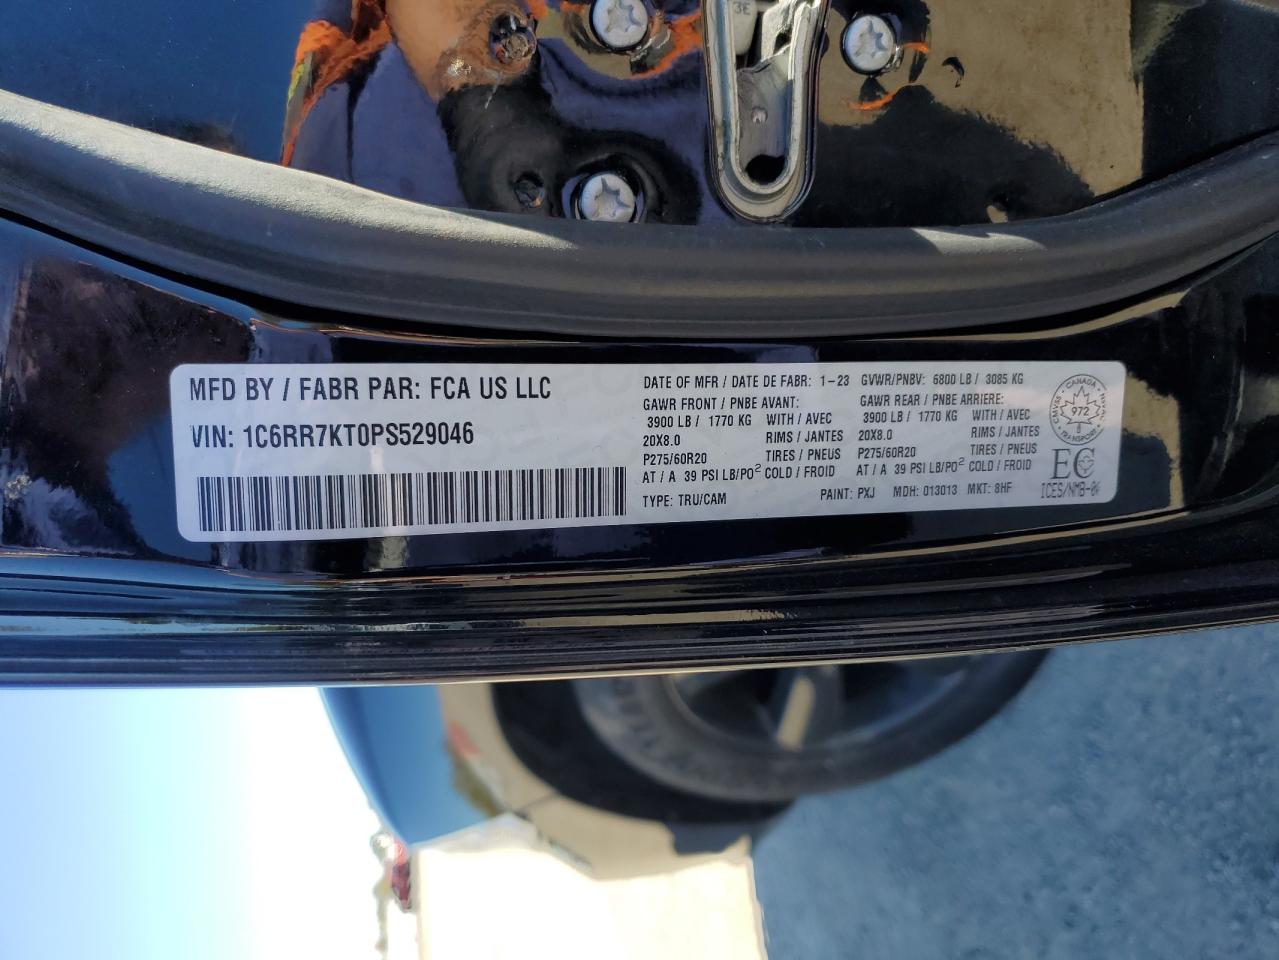 3E
MFD BY / FABR PAR: FCA US LLC
VIN: 1C6RR7KT0PS529046
DATE OF MFR / DATE DE FABR: 1-23 GVWR/PNBV: 6800 LB / 3085 KG
GAWR FRONT / PNBE AVANT: GAWR REAR / PNBE ARRIERE:
3900 LB / 1770 KG WITH / AVEC 3900 LB / 1770 KG WITH / AVEC
20X8.0 RIMS / JANTES 20X8.0 RIMS / JANTES
P275/60R20 TIRES / PNEUS P275/60R20 TIRES / PNEUS
AT / A 39 PSI LB/PO² COLD / FROID AT / A 39 PSI LB/PO² COLD / FROID
TYPE: TRU/CAM PAINT: PXJ MDH: 013013 MKT: 8HF
CANADA
972
8
TRANSPORT
EC